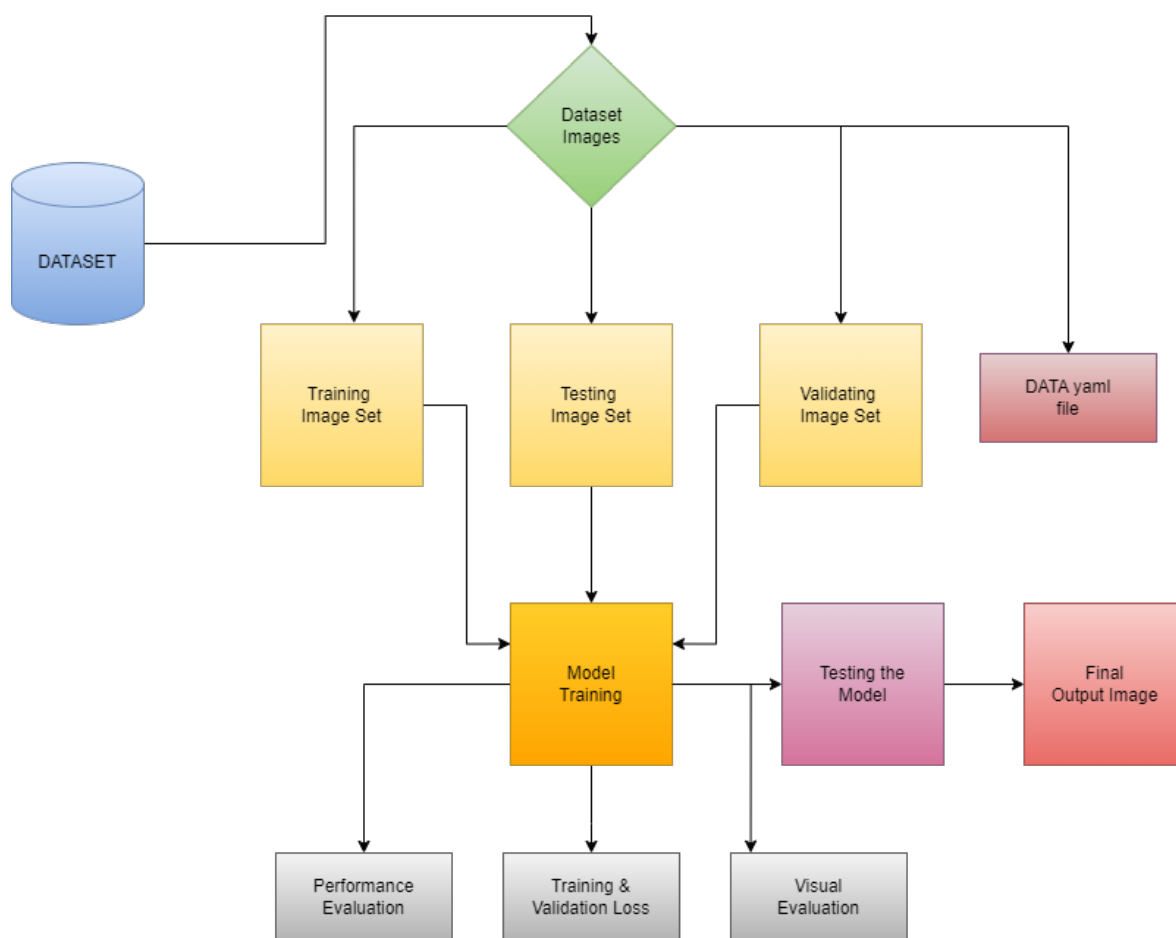 Dataset
Images
DATASET
Training
Image Set
Testing
Image Set
Validating
Image Set
DATA yaml
file
Model
Training
Testing the
Model
Final
Output Image
Performance
Evaluation
Training &
Validation Loss
Visual
Evaluation